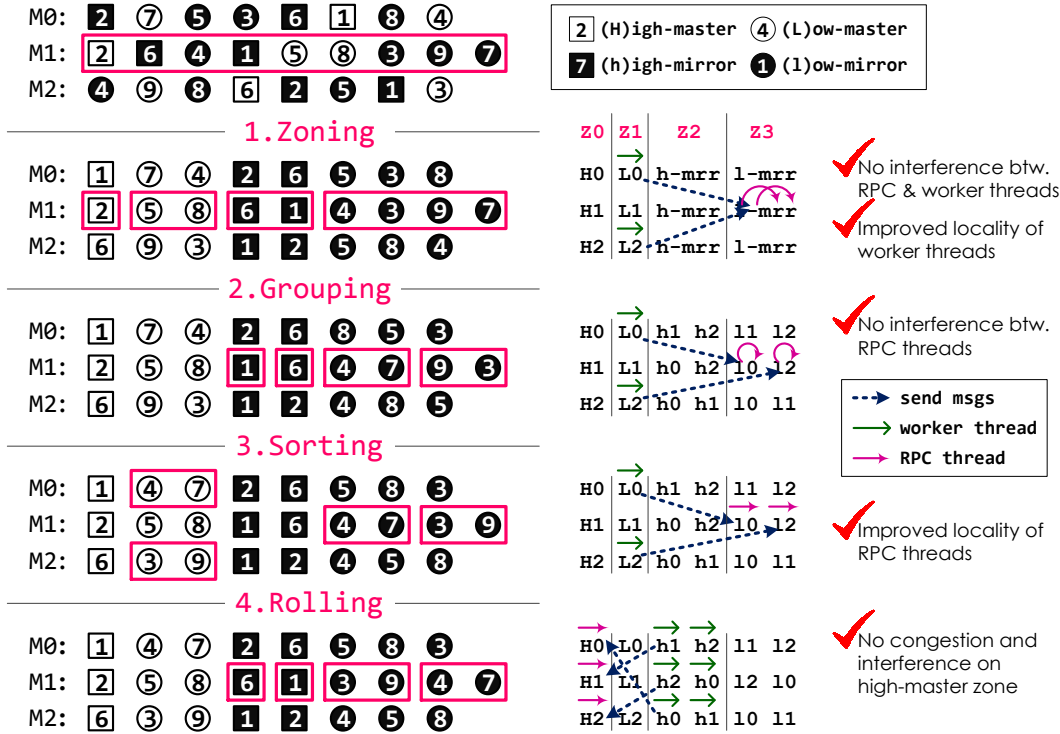 M0: 2 7 5 3 6 1 8 4
M1: 2 6 4 1 5 8 3 9 7
M2: 4 9 8 6 2 5 1 3
2 (H)igh-master 4 (L)ow-master
7 (h)igh-mirror 1 (l)ow-mirror
1.Zoning
M0: 1 7 4 2 6 5 3 8
M1: 2 5 8 6 1 4 3 9 7
M2: 6 9 3 1 2 5 8 4
Z0 Z1 Z2 Z3
H0 L0 h-mrr l-mrr
H1 L1 h-mrr l-mrr
H2 L2 h-mrr l-mrr
No interference btw.
RPC & worker threads
Improved locality of
worker threads
2.Grouping
M0: 1 7 4 2 6 8 5 3
M1: 2 5 8 1 6 4 7 9 3
M2: 6 9 3 1 2 4 8 5
H0 L0 h1 h2 l1 l2
H1 L1 h0 h2 l0 l2
H2 L2 h0 h1 l0 l1
No interference btw.
RPC threads
send msgs
worker thread
RPC thread
3.Sorting
M0: 1 4 7 2 6 5 8 3
M1: 2 5 8 1 6 4 7 3 9
M2: 6 3 9 1 2 4 5 8
H0 L0 h1 h2 l1 l2
H1 L1 h0 h2 l0 l2
H2 L2 h0 h1 l0 l1
Improved locality of
RPC threads
4.Rolling
M0: 1 4 7 2 6 5 8 3
M1: 2 5 8 6 1 3 9 4 7
M2: 6 3 9 1 2 4 5 8
H0 L0 h1 h2 l1 l2
H1 L1 h2 h0 l2 l0
H2 L2 h0 h1 l0 l1
No congestion and
interference on
high-master zone